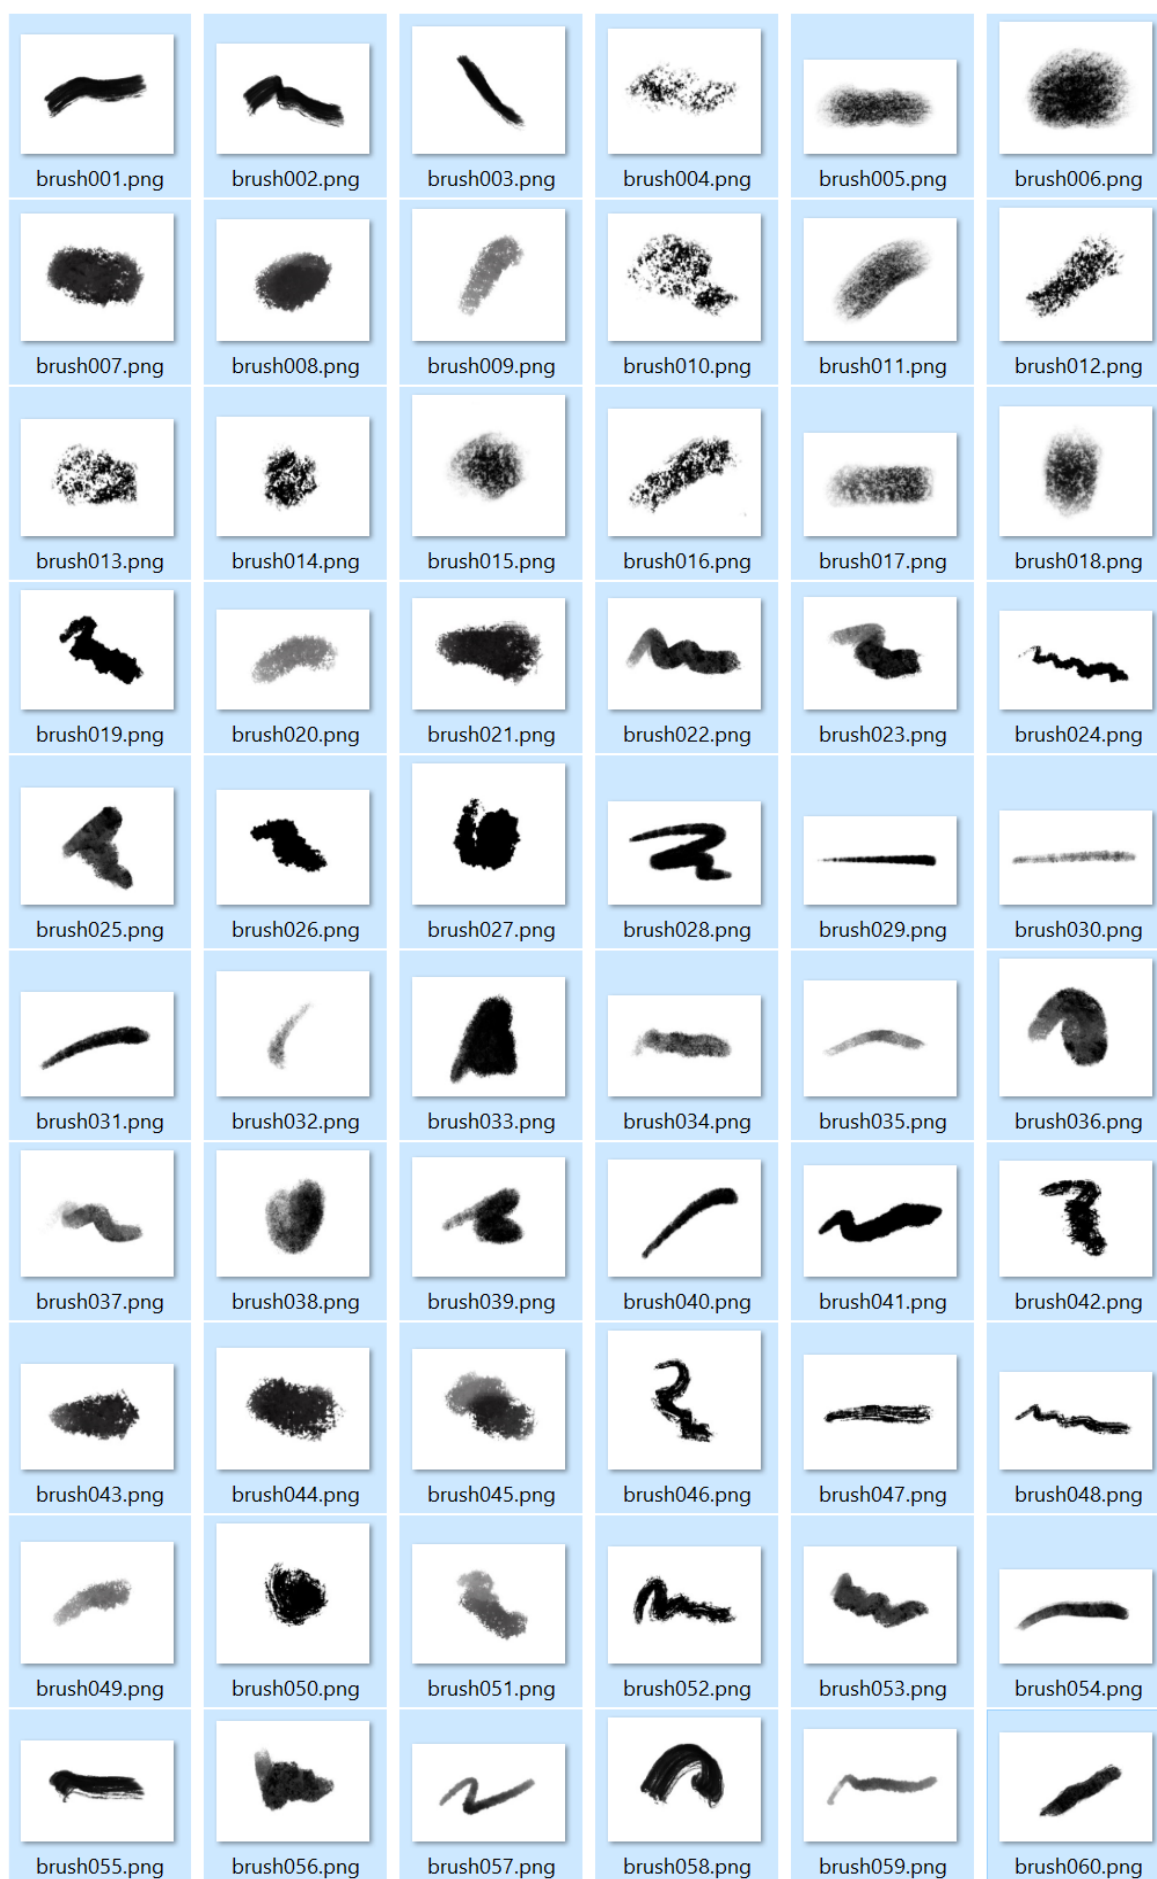 brush001.png brush002.png brush003.png brush004.png brush005.png brush006.png
brush007.png brush008.png brush009.png brush010.png brush011.png brush012.png
brush013.png brush014.png brush015.png brush016.png brush017.png brush018.png
brush019.png brush020.png brush021.png brush022.png brush023.png brush024.png
brush025.png brush026.png brush027.png brush028.png brush029.png brush030.png
brush031.png brush032.png brush033.png brush034.png brush035.png brush036.png
brush037.png brush038.png brush039.png brush040.png brush041.png brush042.png
brush043.png brush044.png brush045.png brush046.png brush047.png brush048.png
brush049.png brush050.png brush051.png brush052.png brush053.png brush054.png
brush055.png brush056.png brush057.png brush058.png brush059.png brush060.png